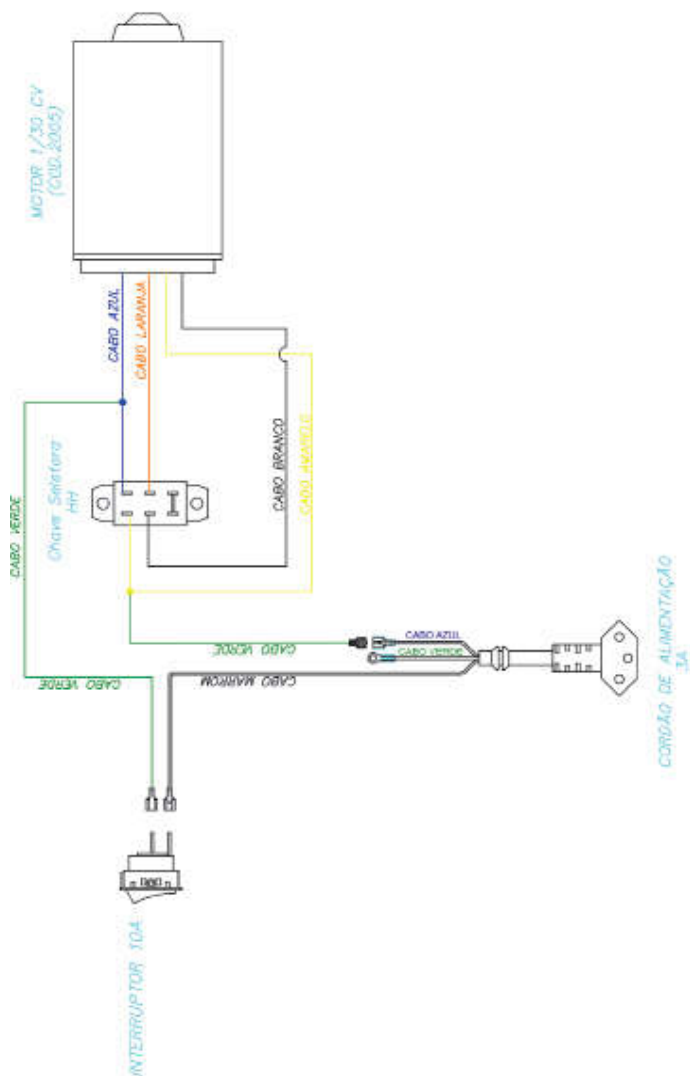 MOTOR 1/30 CV
(COD.2005)
CABO AZUL
CABO LARANJA
CABO VERDE
Chave Seletora
HH
CABO BRANCO
CABO AMARELO
CABO VERDE
CABO AZUL
CABO VERDE
CABO VERDE
CABO MARROM
CORDÃO DE ALIMENTAÇÃO
3A
INTERRUPTOR 10A